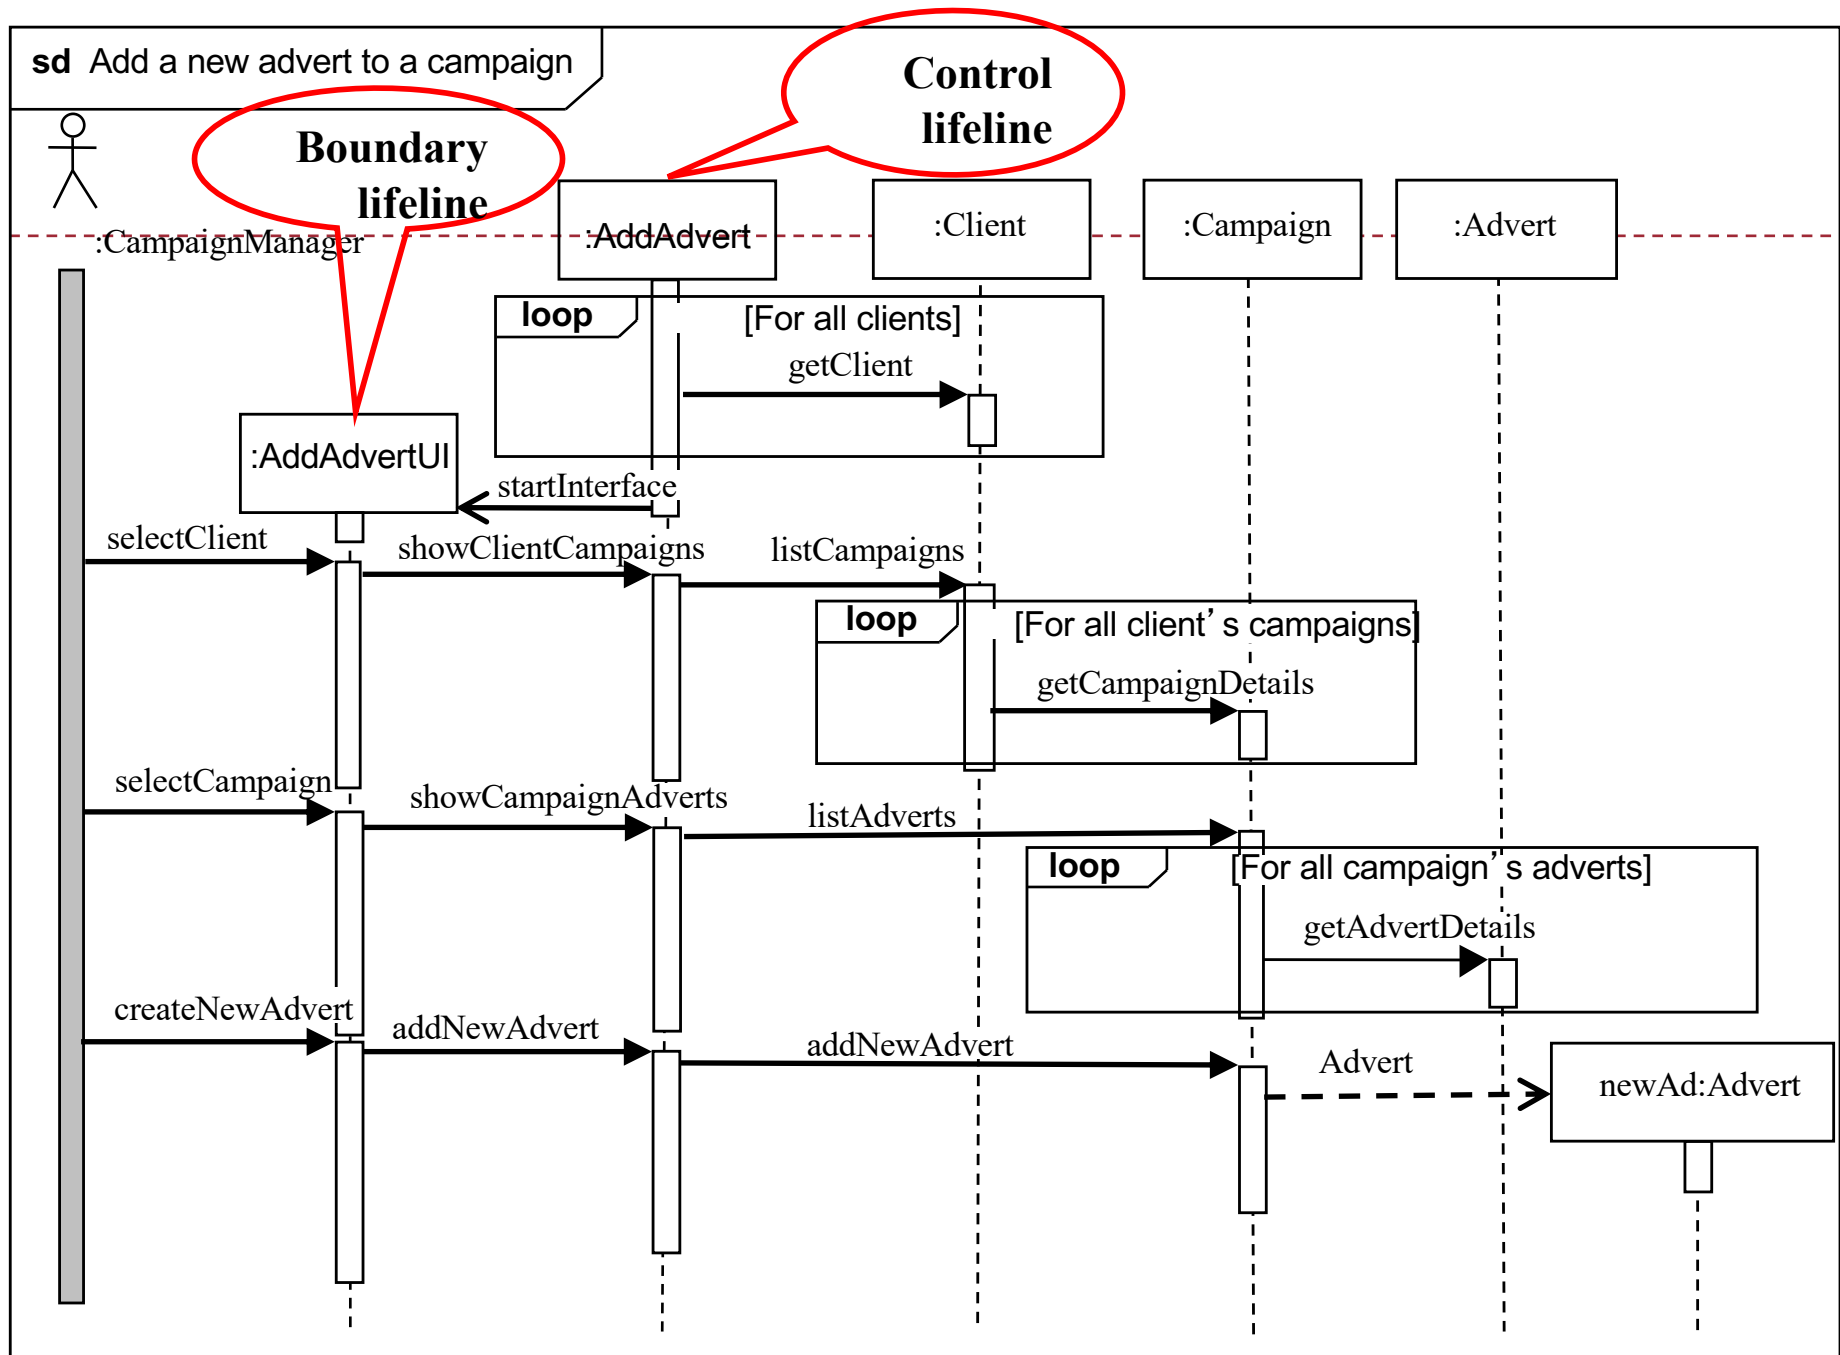 sd Add a new advert to a campaign
Control
lifeline
Boundary
lifeline
:CampaignManager
:AddAdvert
:Client
:Campaign
:Advert
loop
[For all clients]
getClient
:AddAdvertUI
startInterface
selectClient
showClientCampaigns
listCampaigns
loop
[For all client’s campaigns]
getCampaignDetails
selectCampaign
showCampaignAdverts
listAdverts
loop
[For all campaign’s adverts]
getAdvertDetails
createNewAdvert
addNewAdvert
addNewAdvert
Advert
newAd:Advert